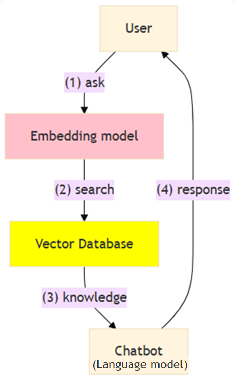 User
(1) ask
Embedding model
(2) search
(4) response
Vector Database
(3) knowledge
Chatbot
(Language model)